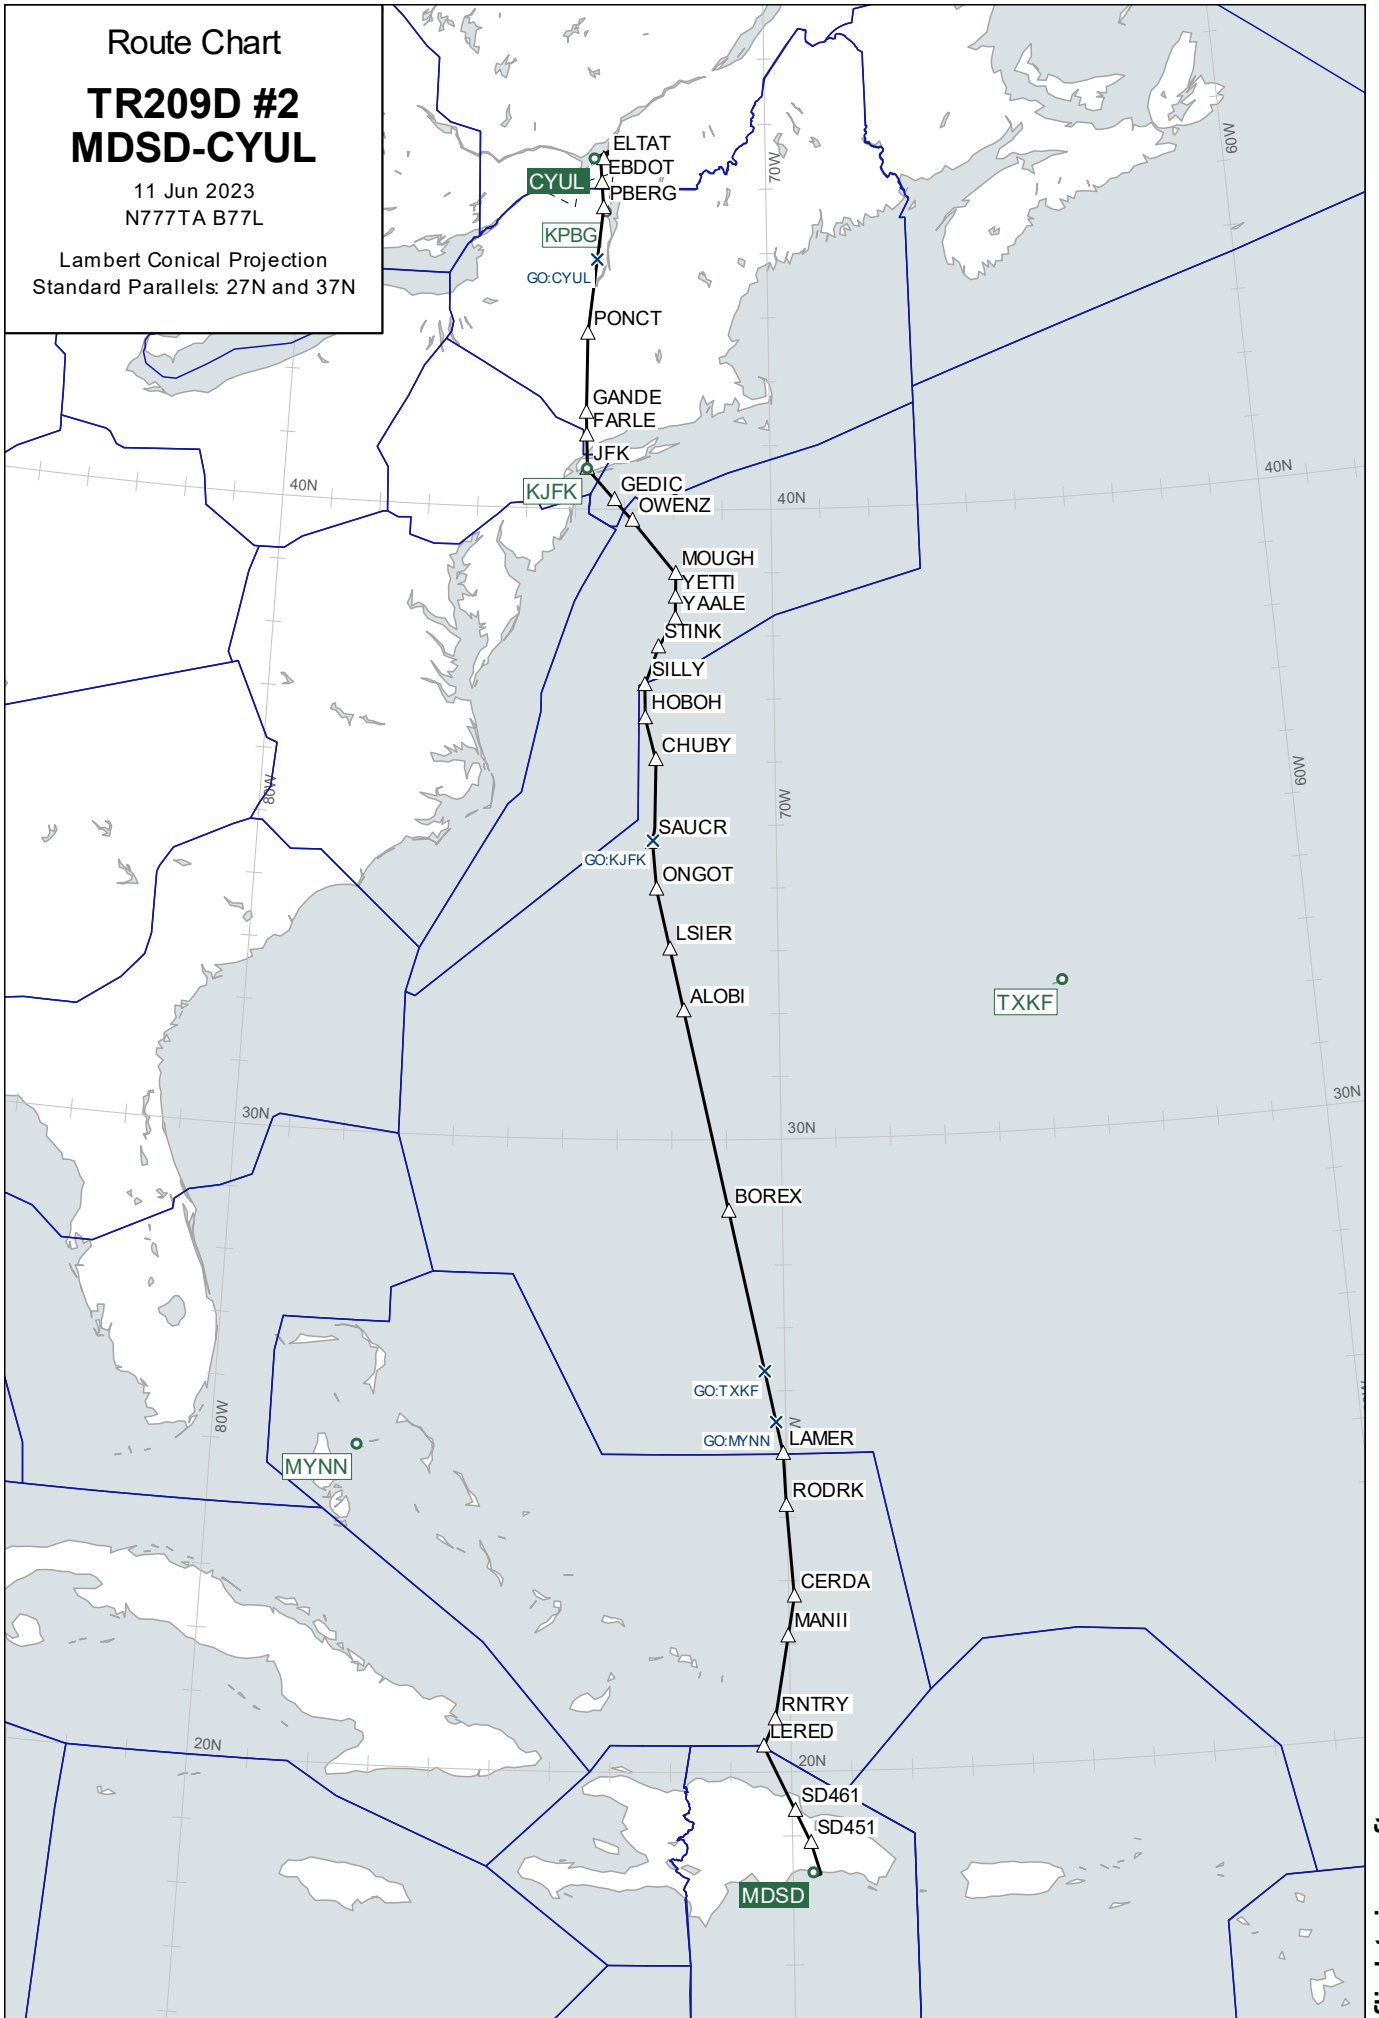 Route Chart
TR209D #2
MDSD-CYUL
11 Jun 2023
N777TA B77L
Lambert Conical Projection
Standard Parallels: 27N and 37N
60W
70W
ELTAT
EBDOT
CYUL
PBERG
KPBG
GO:CYUL
PONCT
GANDE
FARLE
JFK
40N
40N
KJFK
GEDIC
40N
OWENZ
MOUGH
YETTI
YAALE
STINK
SILLY
HOBOH
CHUBY
60W
80W
70W
SAUCR
GO:KJFK
ONGOT
LSIER
ALOBI
TXKF
30N
30N
30N
BOREX
GO:TXKF
80W
GO:MYNN
LAMER
MYNN
RODRK
CERDA
MANII
RNTRY
LERED
20N
20N
SD461
SD451
MDSD